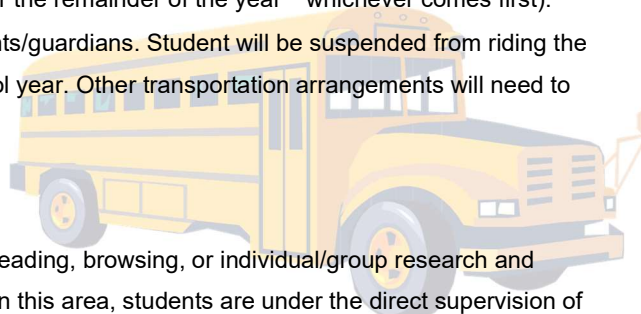 the remainder of the year whichever comes first).
nts/guardians. Student will be suspended from riding the
ol year. Other transportation arrangements will need to
eading, browsing, or individual/group research and
n this area, students are under the direct supervision of